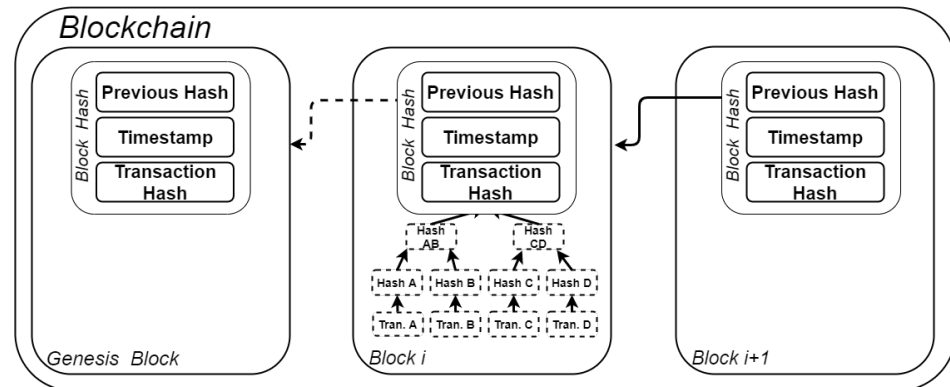 Blockchain
Block Hash
Previous Hash
Timestamp
Transaction
Hash
Genesis Block
Block Hash
Previous Hash
Timestamp
Transaction
Hash
Hash
AB
Hash
CD
Hash A
Hash B
Hash C
Hash D
Tran. A
Tran. B
Tran. C
Tran. D
Block i
Block Hash
Previous Hash
Timestamp
Transaction
Hash
Block i+1